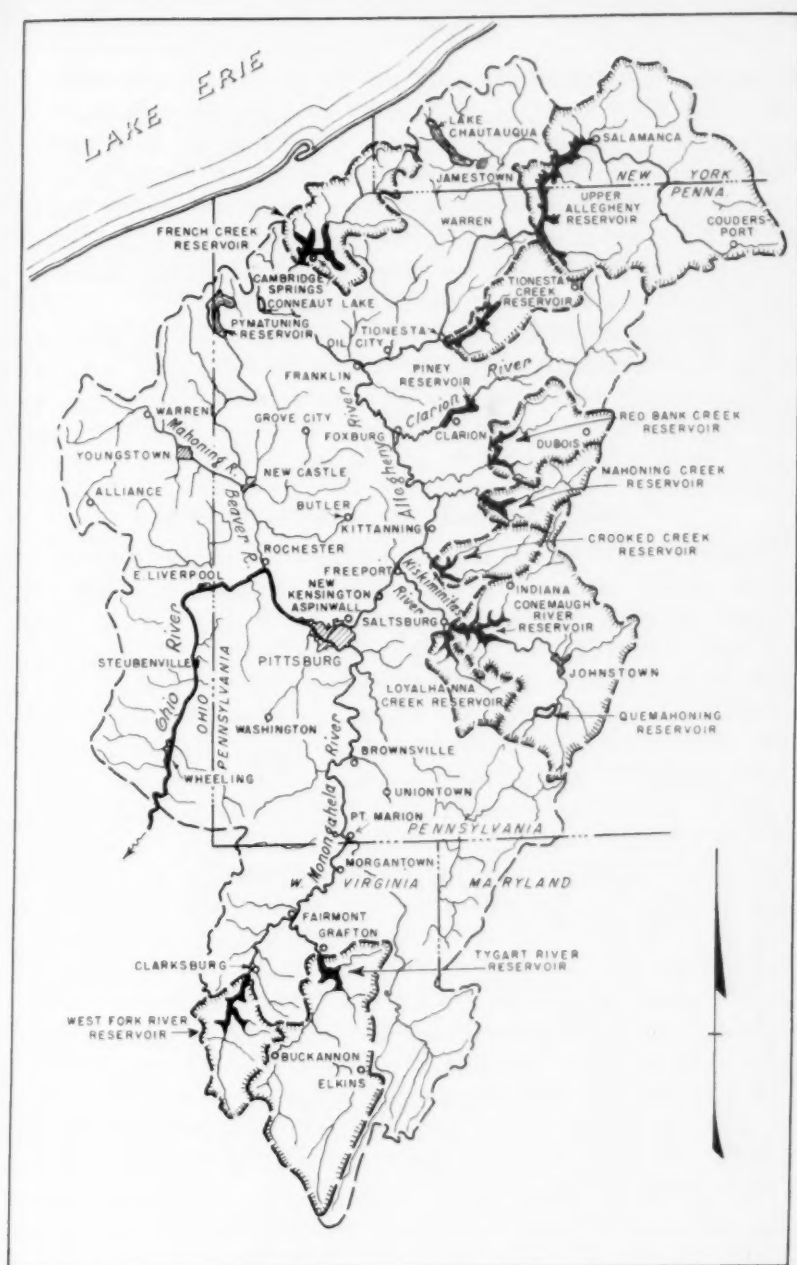 LAKE ERIE
LAKE
CHAUTAUQUA
SALAMANCA
JAMESTOWN
NEW YORK
PENNA.
FRENCH CREEK
RESERVOIR
WARREN
UPPER
ALLEGHENY
RESERVOIR
COUDERS-
PORT
CAMBRIDGE
SPRINGS
CONNEAUT LAKE
TIONESTA
CREEK
RESERVOIR
PYMATUNING
RESERVOIR
TIONESTA
OIL CITY
FRANKLIN
PINEY
RESERVOIR
Clarion River
WARREN
GROVE CITY
River
FOXBURG
CLARION
DUBOIS
RED BANK CREEK
RESERVOIR
Mahoning R.
YOUNGSTOWN
NEW CASTLE
Allegheny
MAHONING CREEK
RESERVOIR
ALLIANCE
BUTLER
Beaver R.
KITTANNING
CROOKED CREEK
RESERVOIR
ROCHESTER
FREEPORT
Kiskiminitas
River
E. LIVERPOOL
NEW
KENSINGTON
ASPINWALL
INDIANA
CONEMAUGH
RIVER
RESERVOIR
SALTSBURG
Ohio River
STEUBENVILLE
OHIO
PENNSYLVANIA
PITTSBURG
JOHNSTOWN
LOYALHANNA
CREEK RESERVOIR
QUEMAHONING
RESERVOIR
WASHINGTON
River
BROWNSVILLE
WHEELING
UNIONTOWN
Monongahela
PT. MARION
PENNSYLVANIA
MORGANTOWN
W. VIRGINIA
MARYLAND
FAIRMONT
GRAFTON
CLARKSBURG
TYGART RIVER
RESERVOIR
WEST FORK RIVER
RESERVOIR
BUCKANNON
ELKINS